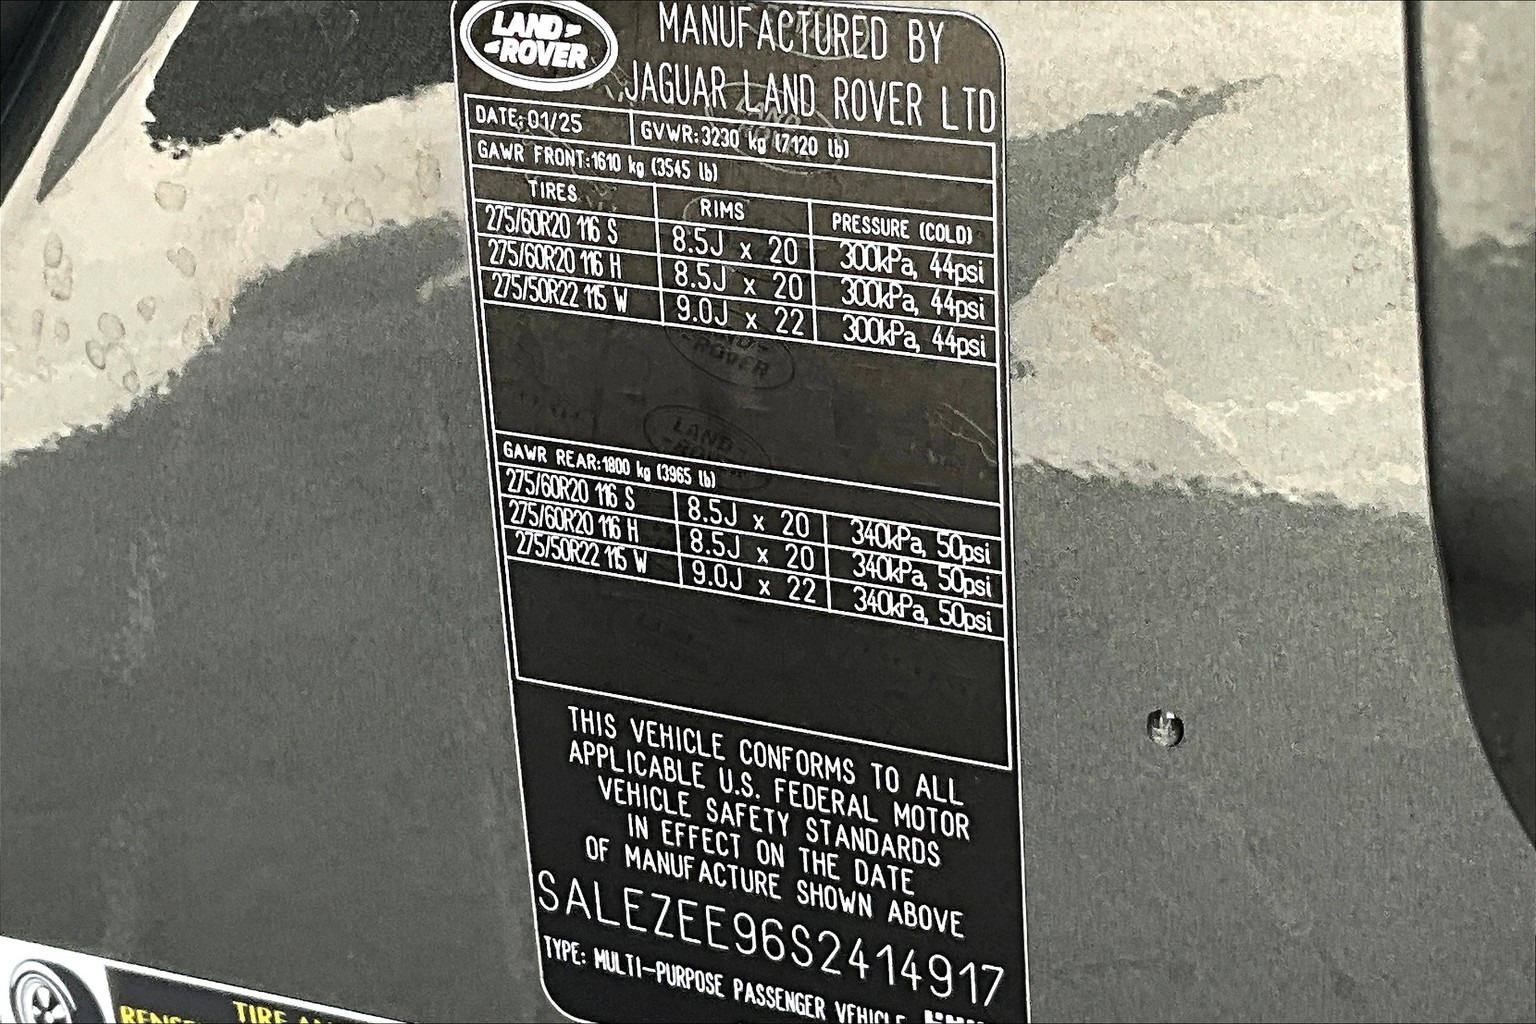 LAND
ROVER
MANUFACTURED BY
JAGUAR LAND ROVER LTD
DATE: 01/25 GVWR: 3230 kg (7120 lb)
GAWR FRONT: 1610 kg (3545 lb)
TIRES RIMS PRESSURE (COLD)
275/60R20 116 S 8.5J x 20 300kPa, 44psi
275/60R20 116 H 8.5J x 20 300kPa, 44psi
275/50R22 115 W 9.0J x 22 300kPa, 44psi
GAWR REAR: 1800 kg (3965 lb)
275/60R20 116 S 8.5J x 20 340kPa, 50psi
275/60R20 116 H 8.5J x 20 340kPa, 50psi
275/50R22 115 W 9.0J x 22 340kPa, 50psi
THIS VEHICLE CONFORMS TO ALL
APPLICABLE U.S. FEDERAL MOTOR
VEHICLE SAFETY STANDARDS
IN EFFECT ON THE DATE
OF MANUFACTURE SHOWN ABOVE
SALEZEE96S2414917
TYPE: MULTI-PURPOSE PASSENGER VEHICLE
TIRE